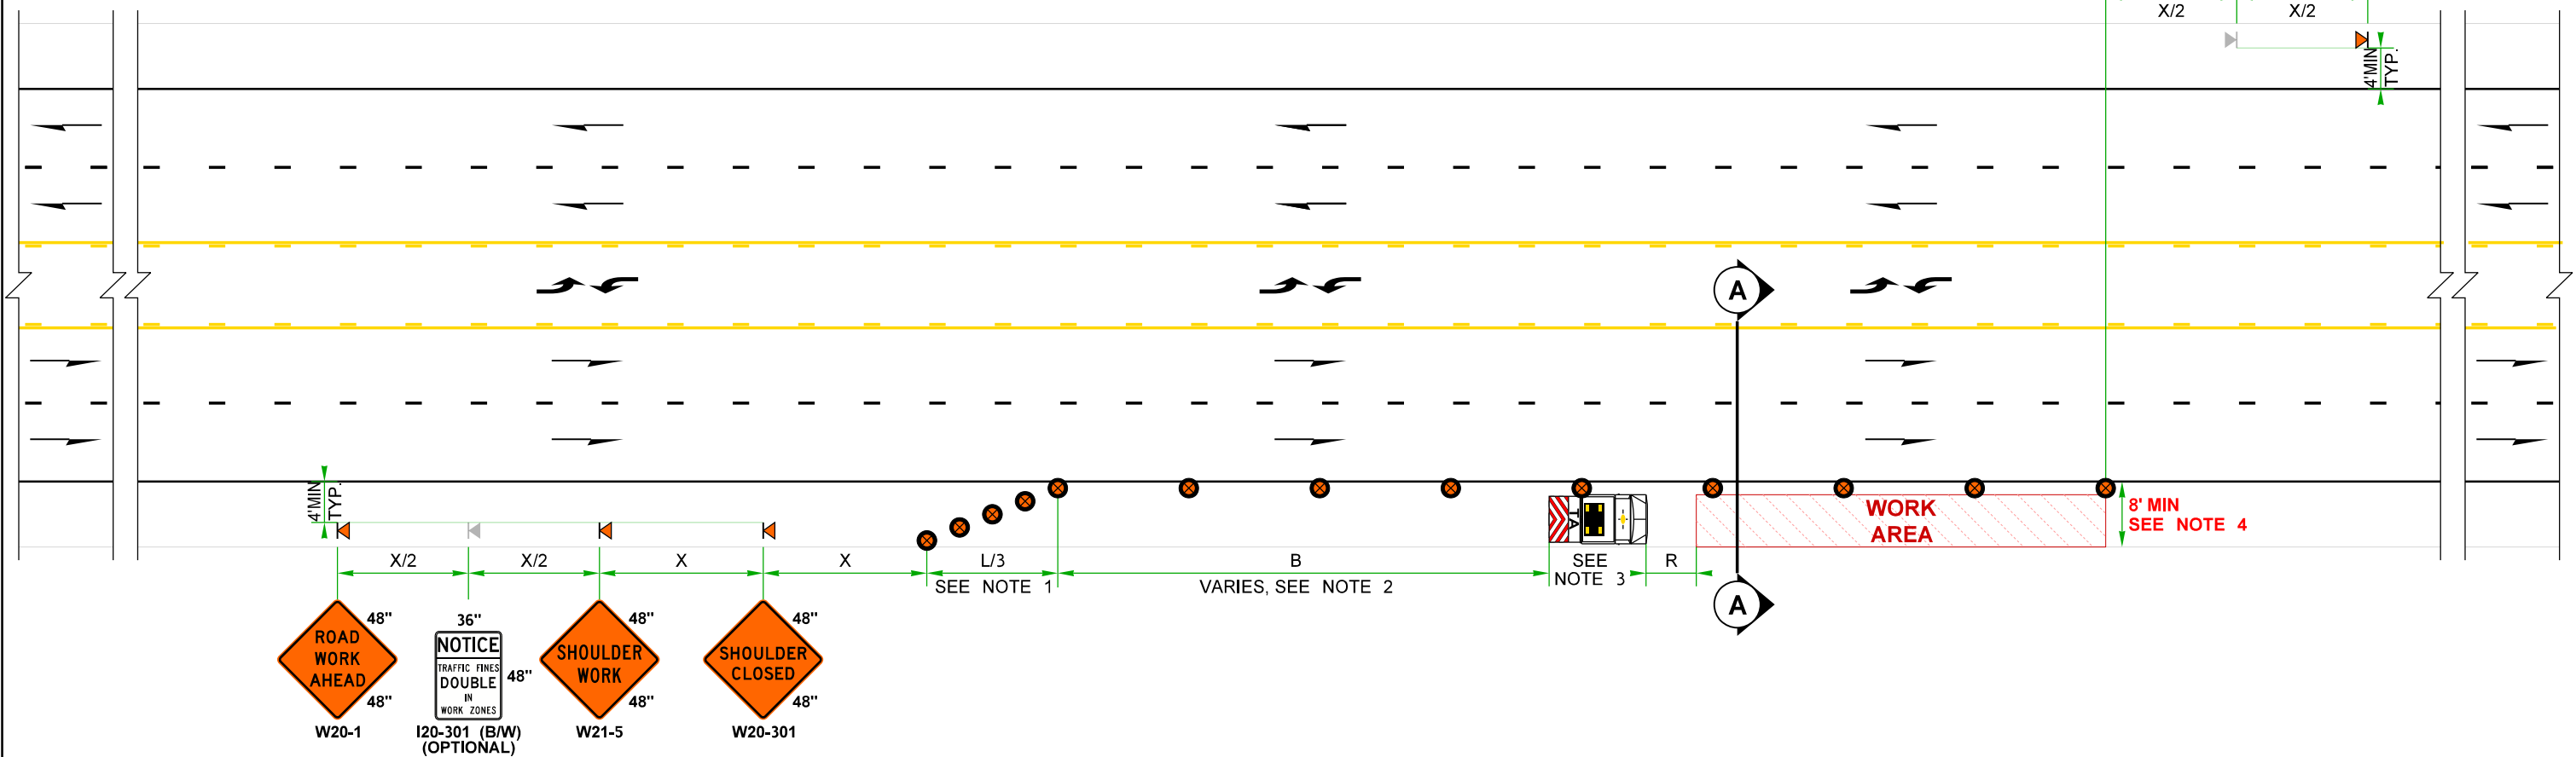 X/2 X/2
4'MIN
TYP.
A
4'MIN
TYP.
TA
WORK
AREA
8' MIN
SEE NOTE 4
X/2 X/2 X X L/3 B SEE R
SEE NOTE 1 VARIES, SEE NOTE 2 NOTE 3
A
ROAD
WORK
AHEAD
48"
48"
W20-1
36"
NOTICE
TRAFFIC FINES
DOUBLE
IN
WORK ZONES
48"
I20-301 (B/W)
(OPTIONAL)
SHOULDER
WORK
48"
48"
W21-5
SHOULDER
CLOSED
48"
48"
W20-301